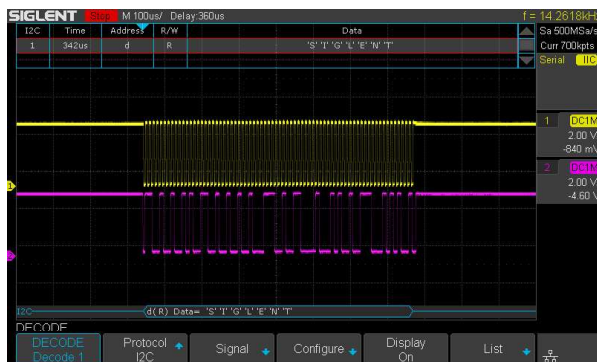 SIGLENT Stop M 100us/ Delay:360us f = 14.2618kHz
I2C Time Address R/W Data
1 342us d R 'S' 'I' 'G' 'L' 'E' 'N' 'T'
Sa 500MSa/s
Curr 700kpts
Serial IIC
1 DC1M
2.00 V
-840 mV
2 DC1M
2.00 V
-4.60 V
1
2
I2C d( R ) Data= 'S' 'I' 'G' 'L' 'E' 'N' 'T'
DECODE
DECODE Protocol Signal Configure Display List
Decode 1 I2C On